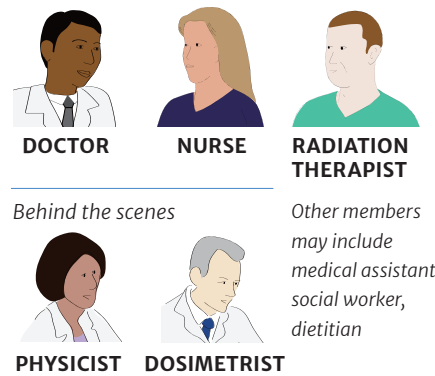 DOCTOR
NURSE
RADIATION
THERAPIST
Behind the scenes
PHYSICIST
DOSIMETRIST
Other members
may include
medical assistant
social worker,
dietitian